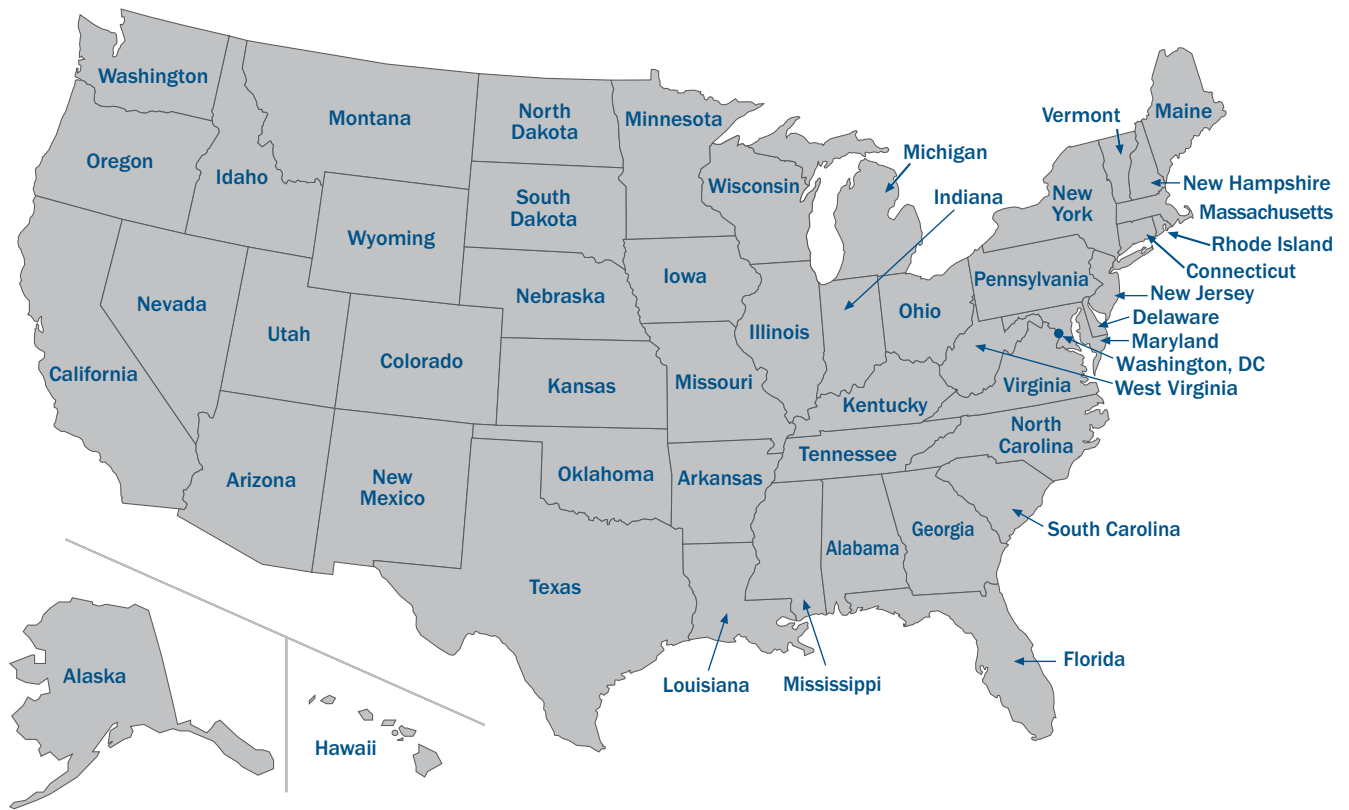 Washington
Montana
North
Dakota
Minnesota
Vermont
Maine
Oregon
Idaho
Michigan
Wisconsin
South
Dakota
New Hampshire
Indiana
New
York
Massachusetts
Wyoming
Rhode Island
Connecticut
Iowa
Pennsylvania
Nebraska
New Jersey
Nevada
Ohio
Delaware
Utah
Illinois
Maryland
Colorado
Washington, DC
California
Kansas
Missouri
Virginia
West Virginia
Kentucky
North
Carolina
Tennessee
Arizona
New
Mexico
Oklahoma
Arkansas
Georgia
South Carolina
Alabama
Texas
Florida
Alaska
Louisiana
Mississippi
Hawaii